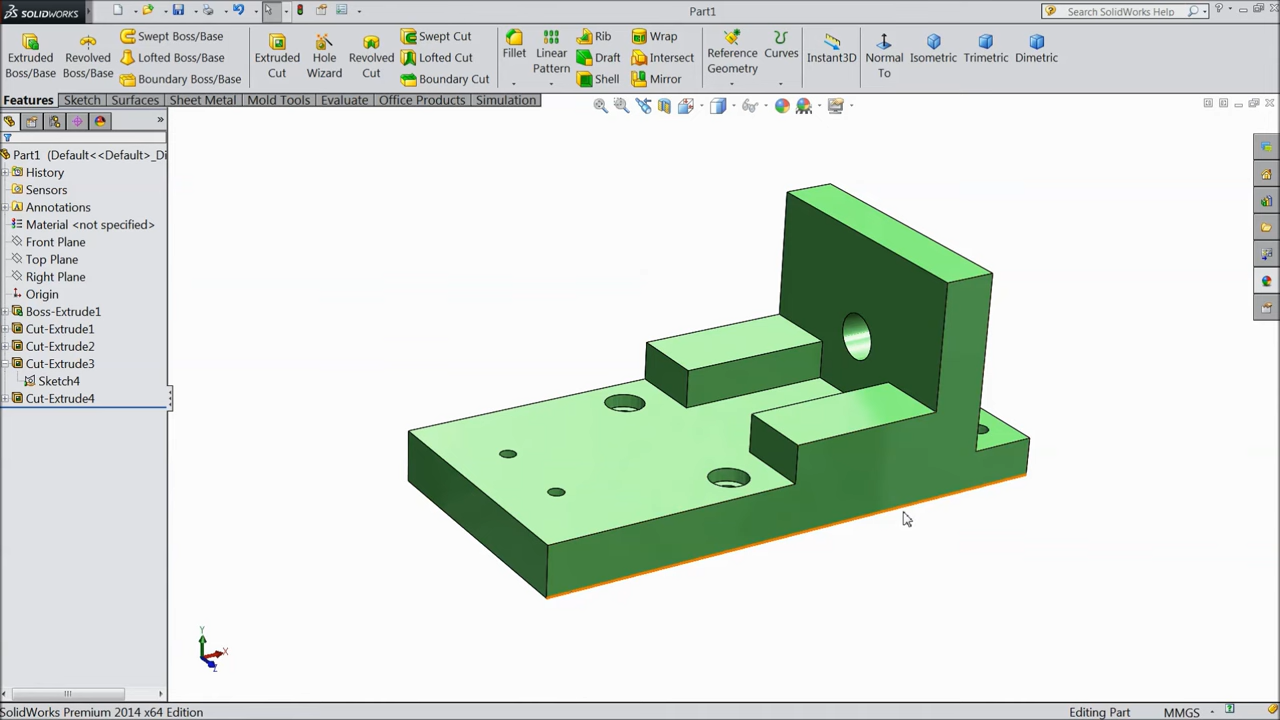 SOLIDWORKS
Part1
Search SolidWorks Help
Extruded Boss/Base
Revolved Boss/Base
Swept Boss/Base
Lofted Boss/Base
Boundary Boss/Base
Extruded Cut
Hole Wizard
Revolved Cut
Swept Cut
Lofted Cut
Boundary Cut
Fillet
Linear Pattern
Rib
Draft
Shell
Wrap
Intersect
Mirror
Reference Geometry
Curves
Instant3D
Normal To
Isometric
Trimetric
Dimetric
Features
Sketch
Surfaces
Sheet Metal
Mold Tools
Evaluate
Office Products
Simulation
Part1 (Default<<Default>_Di
History
Sensors
Annotations
Material <not specified>
Front Plane
Top Plane
Right Plane
Origin
Boss-Extrude1
Cut-Extrude1
Cut-Extrude2
Cut-Extrude3
Sketch4
Cut-Extrude4
Y
X
Z
SolidWorks Premium 2014 x64 Edition
Editing Part
MMGS